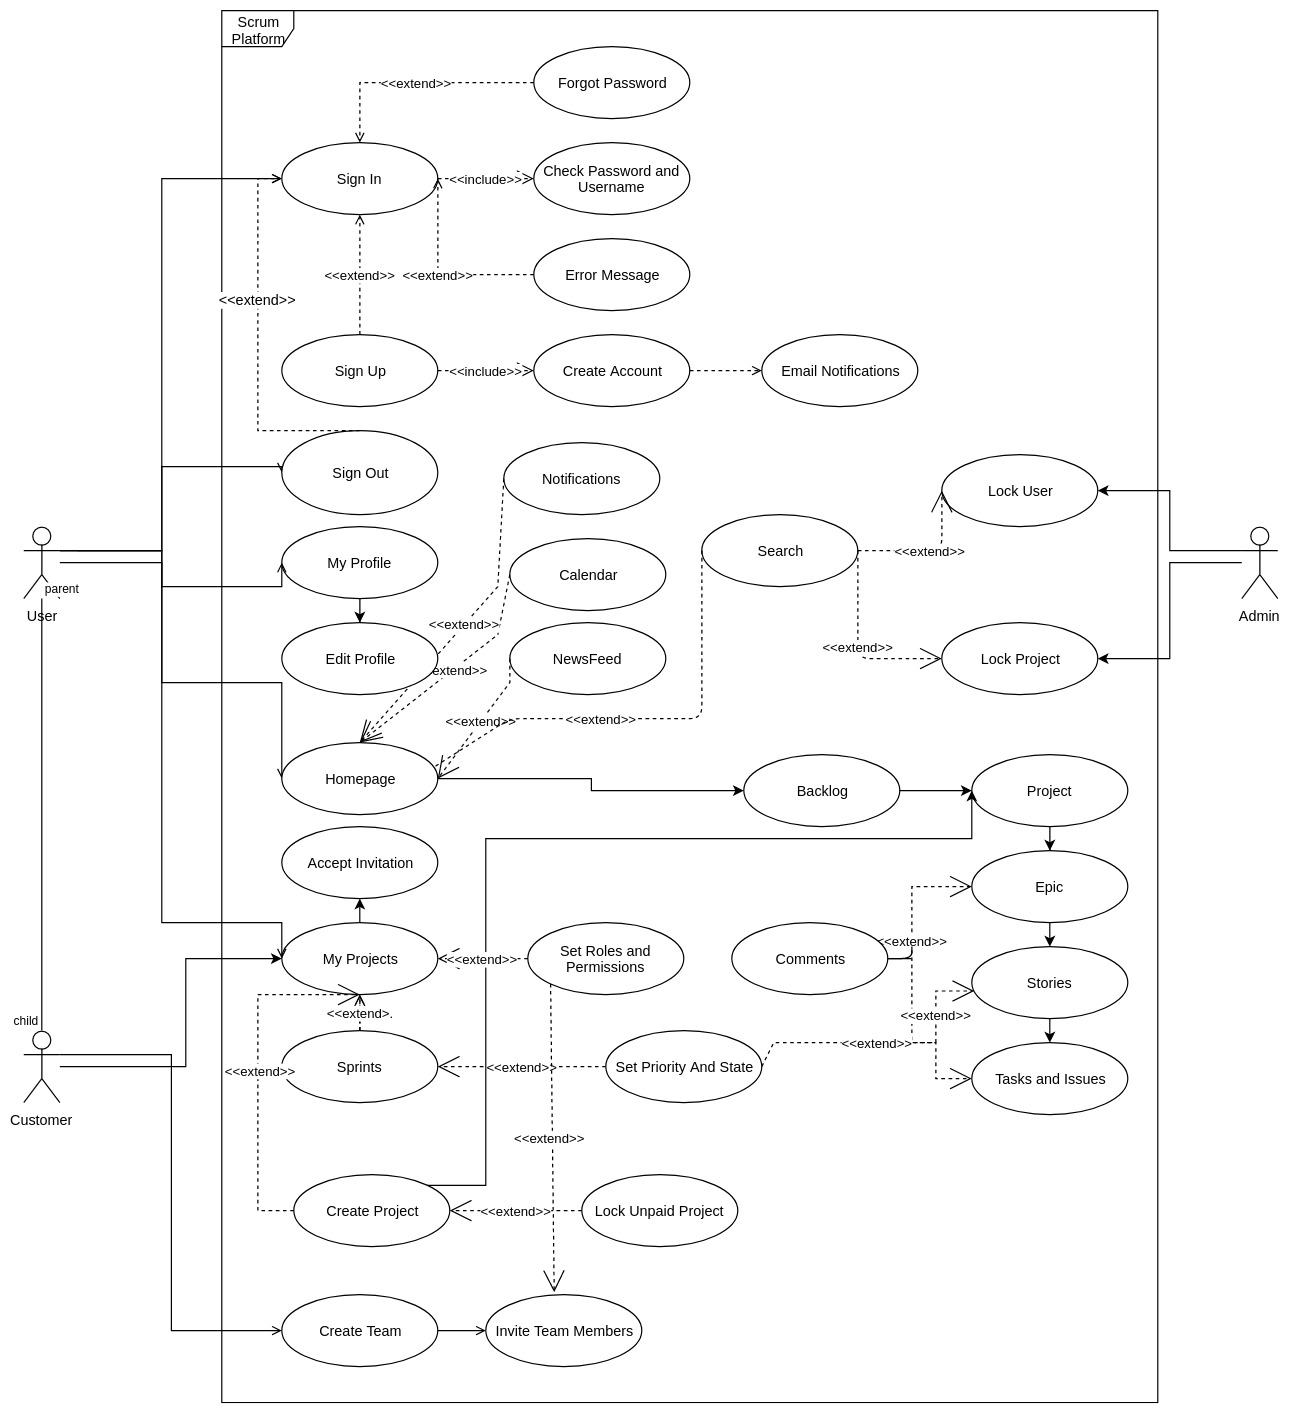 Scrum
Platform
<<extend>>
Forgot Password
Sign In
<<include>>
Check Password and
Username
<<extend>>
<<extend>>
Error Message
<<extend>>
Sign Up
<<include>>
Create Account
Email Notifications
Sign Out
Notifications
Lock User
My Profile
Search
<<extend>>
Calendar
parent
User
Admin
<<extend>>
Edit Profile
extend>>
NewsFeed
<<extend>>
Lock Project
<<extend>>
<<extend>>
Homepage
Backlog
Project
Accept Invitation
Epic
My Projects
<<extend>>
Set Roles and
Permissions
Comments
<<extend>>
Stories
child
<<extend>.
<<extend>>
<<extend>>
Customer
<<extend>>
Sprints
<<extend>>
Set Priority And State
Tasks and Issues
<<extend>>
Create Project
<<extend>>
Lock Unpaid Project
Create Team
Invite Team Members